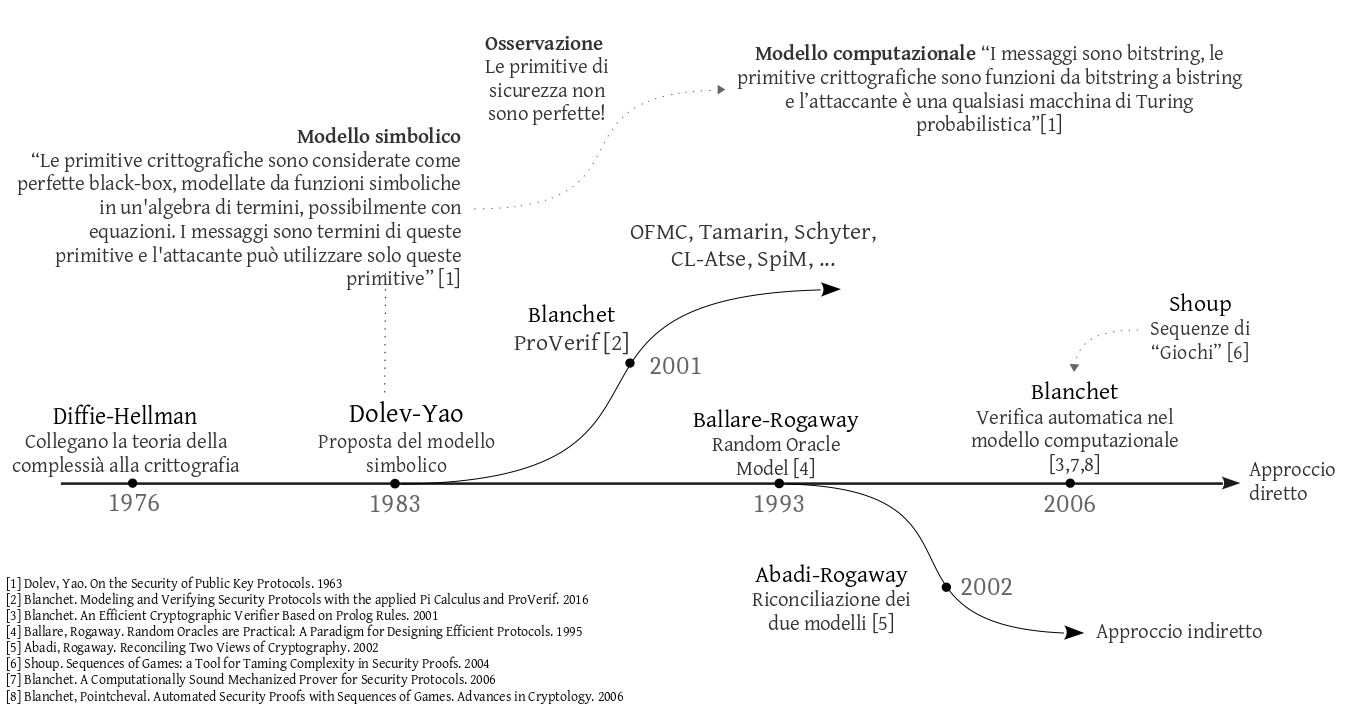 Osservazione
Le primitive di
sicurezza non
sono perfette!
Modello computazionale “I messaggi sono bitstring, le
primitive crittografiche sono funzioni da bitstring a bistring
e l’attaccante è una qualsiasi macchina di Turing
probabilistica”[1]
Modello simbolico
“Le primitive crittografiche sono considerate come
perfette black-box, modellate da funzioni simboliche
in un'algebra di termini, possibilmente con
equazioni. I messaggi sono termini di queste
primitive e l'attacante può utilizzare solo queste
primitive” [1]
OFMC, Tamarin, Schyter,
CL-Atse, SpiM, ...
Blanchet
ProVerif [2]
2001
Shoup
Sequenze di
“Giochi” [6]
Diffie-Hellman
Collegano la teoria della
complessià alla crittografia
1976
Dolev-Yao
Proposta del modello
simbolico
1983
Ballare-Rogaway
Random Oracle
Model [4]
1993
Blanchet
Verifica automatica nel
modello computazionale
[3,7,8]
2006
Approccio
diretto
Abadi-Rogaway
Riconciliazione dei
due modelli [5]
2002
Approccio indiretto
[1] Dolev, Yao. On the Security of Public Key Protocols. 1963
[2] Blanchet. Modeling and Verifying Security Protocols with the applied Pi Calculus and ProVerif. 2016
[3] Blanchet. An Efficient Cryptographic Verifier Based on Prolog Rules. 2001
[4] Ballare, Rogaway. Random Oracles are Practical: A Paradigm for Designing Efficient Protocols. 1995
[5] Abadi, Rogaway. Reconciling Two Views of Cryptography. 2002
[6] Shoup. Sequences of Games: a Tool for Taming Complexity in Security Proofs. 2004
[7] Blanchet. A Computationally Sound Mechanized Prover for Security Protocols. 2006
[8] Blanchet, Pointcheval. Automated Security Proofs with Sequences of Games. Advances in Cryptology. 2006